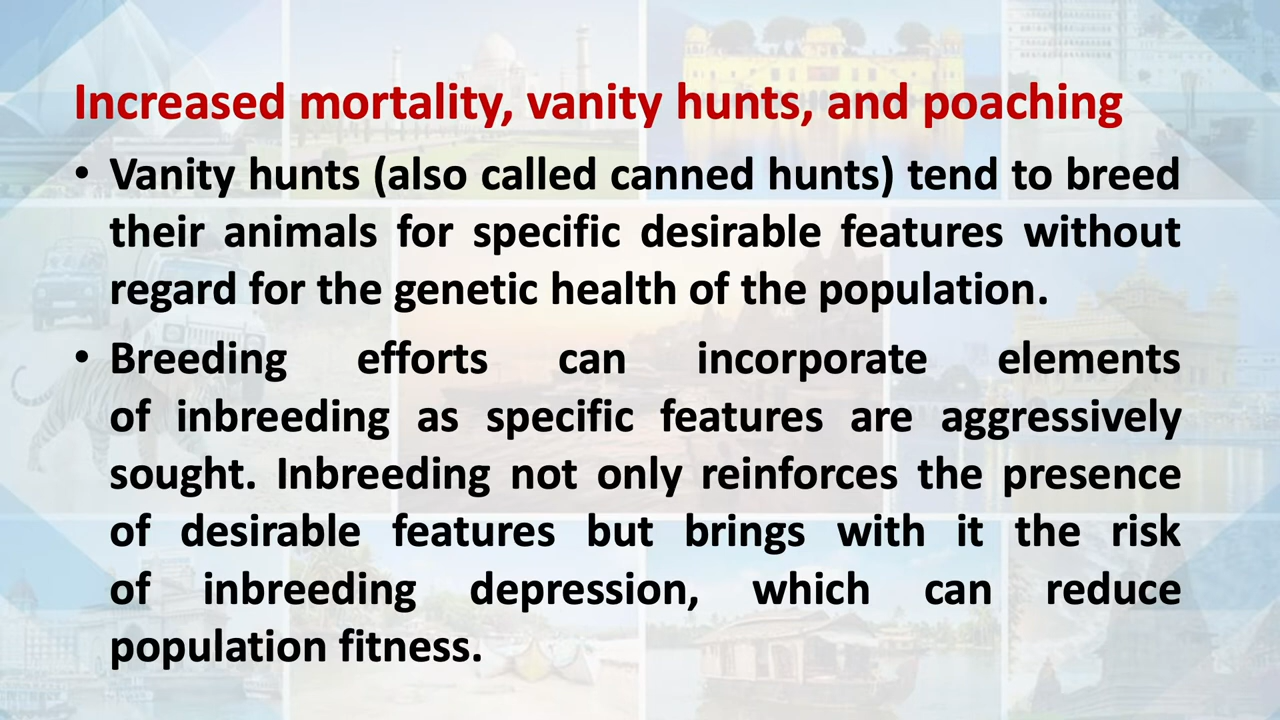 Increased mortality, vanity hunts, and poaching
• Vanity hunts (also called canned hunts) tend to breed
their animals for specific desirable features without
regard for the genetic health of the population.
• Breeding efforts can incorporate elements
of inbreeding as specific features are aggressively
sought. Inbreeding not only reinforces the presence
of desirable features but brings with it the risk
of inbreeding depression, which can reduce
population fitness.